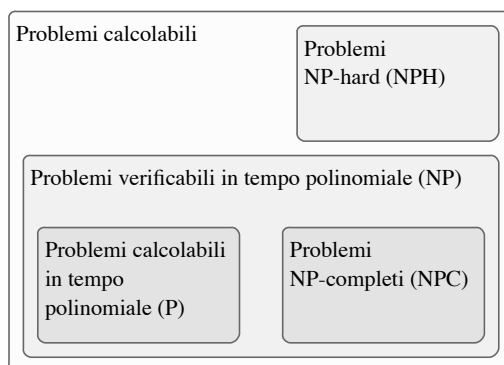 Problemi calcolabili
Problemi
NP-hard (NPH)
Problemi verificabili in tempo polinomiale (NP)
Problemi calcolabili
in tempo
polinomiale (P)
Problemi
NP-completi (NPC)